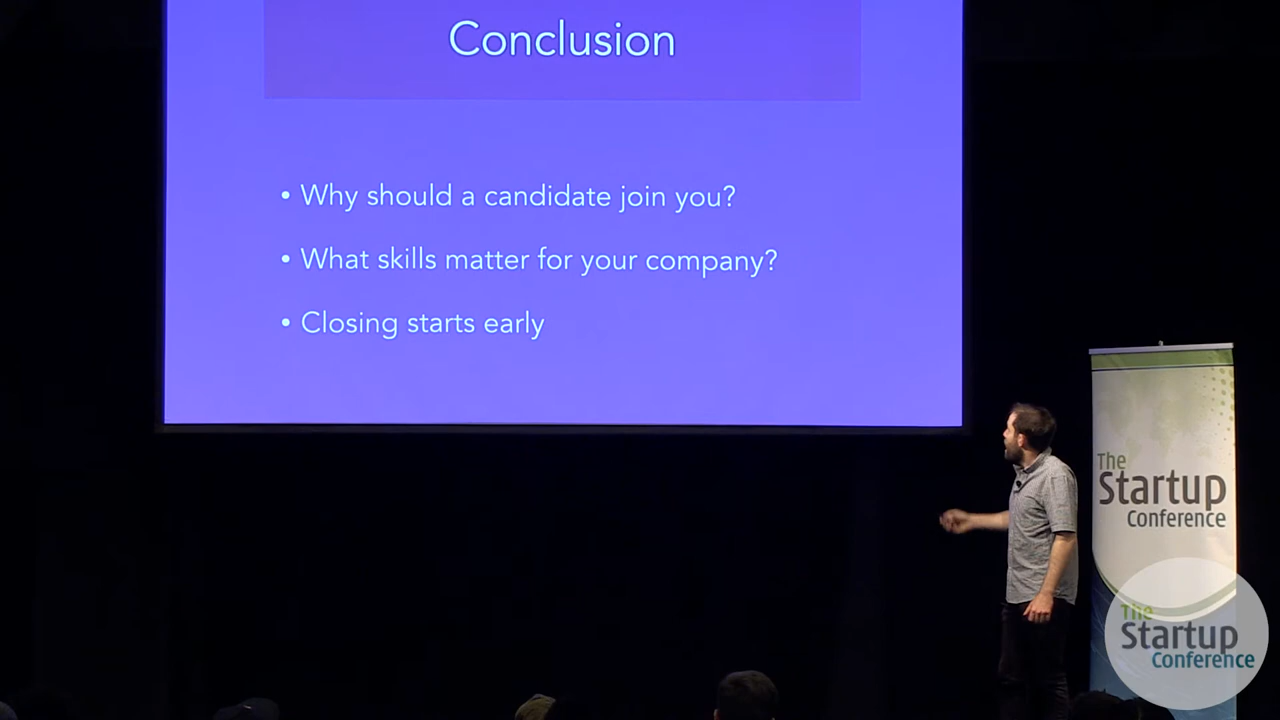 Conclusion
• Why should a candidate join you?
• What skills matter for your company?
• Closing starts early
The
Startup
Conference
The
Startup
Conference